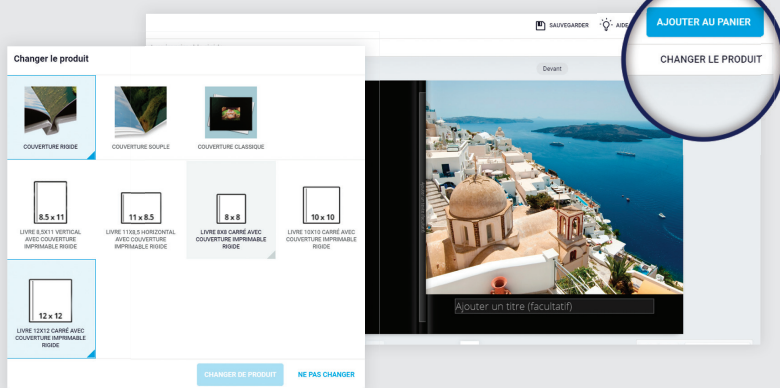 SAUVEGARDER
AIDE
AJOUTER AU PANIER
CHANGER LE PRODUIT
Devant
Ajouter un titre (facultatif)
Changer le produit
COUVERTURE RIGIDE
COUVERTURE SOUPLE
COUVERTURE CLASSIQUE
8.5 x 11
LIVRE 8,5X11 VERTICAL
AVEC COUVERTURE
IMPRIMABLE RIGIDE
11 x 8.5
LIVRE 11X8,5 HORIZONTAL
AVEC COUVERTURE
IMPRIMABLE RIGIDE
8 x 8
LIVRE 8X8 CARRÉ AVEC
COUVERTURE IMPRIMABLE
RIGIDE
10 x 10
LIVRE 10X10 CARRÉ AVEC
COUVERTURE IMPRIMABLE
RIGIDE
12 x 12
LIVRE 12X12 CARRÉ AVEC
COUVERTURE IMPRIMABLE
RIGIDE
CHANGER DE PRODUIT
NE PAS CHANGER